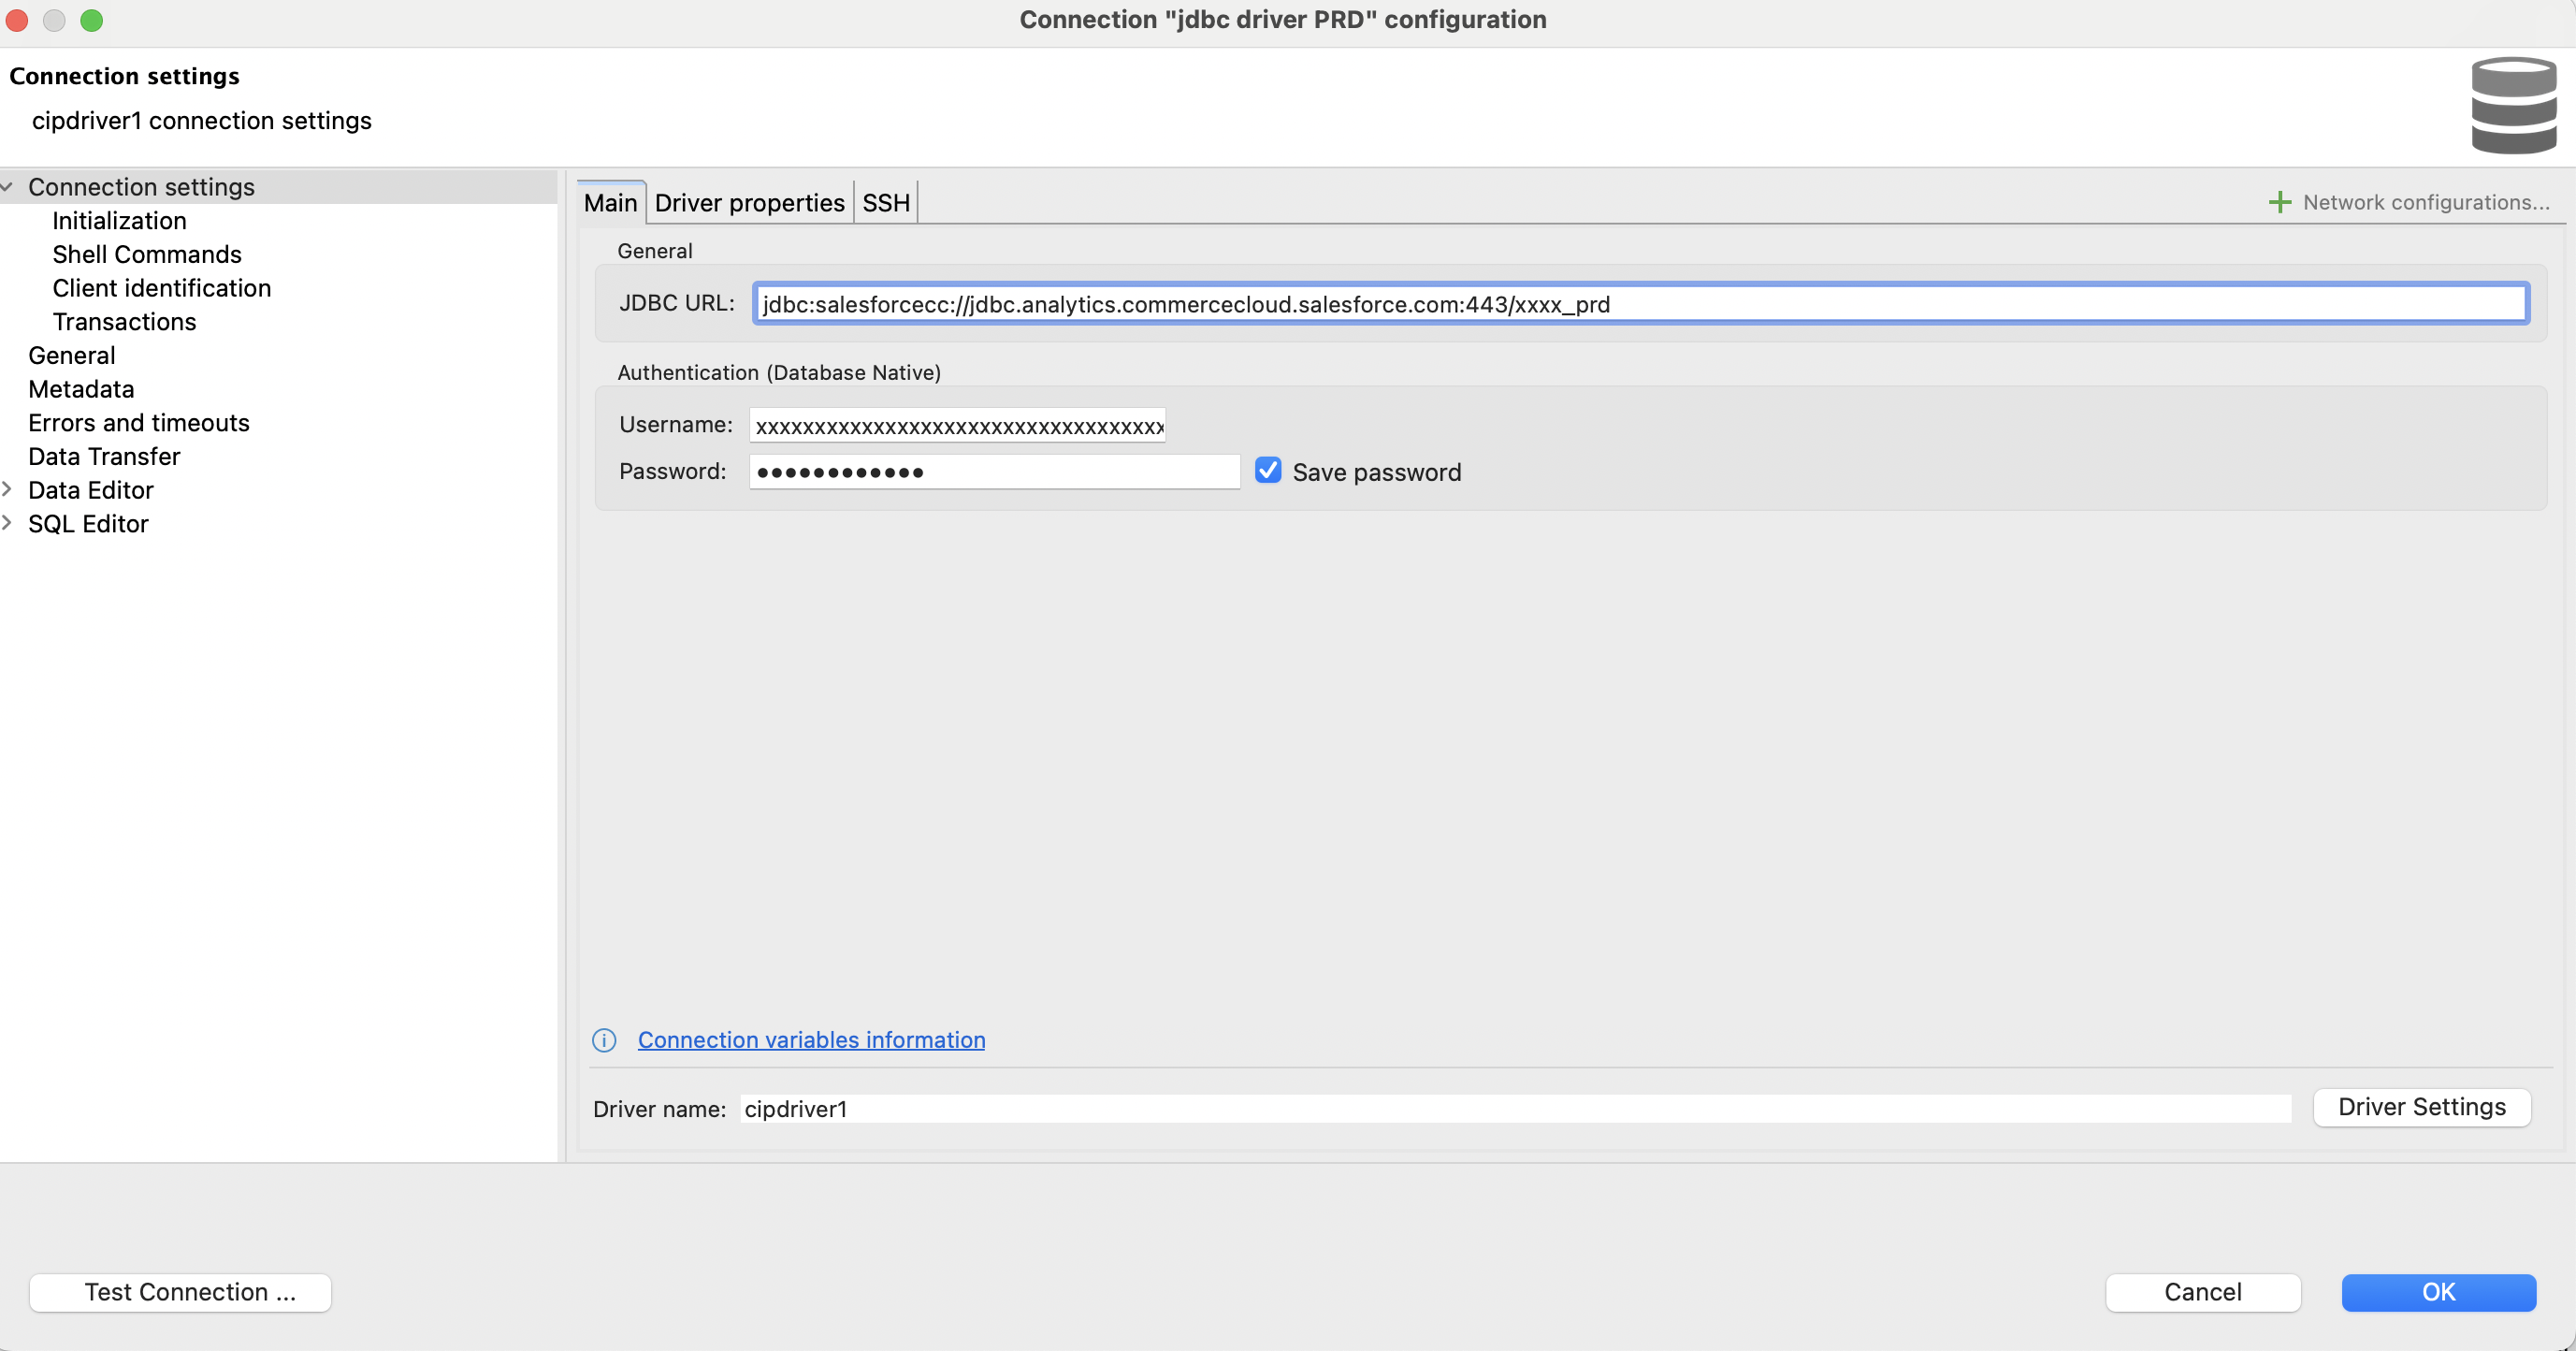 Connection "jdbc driver PRD" configuration
Connection settings
cipdriver1 connection settings
Connection settings
Initialization
Shell Commands
Client identification
Transactions
General
Metadata
Errors and timeouts
Data Transfer
Data Editor
SQL Editor
Main Driver properties SSH
Network configurations...
General
JDBC URL: jdbc:salesforcecc://jdbc.analytics.commercecloud.salesforce.com:443/xxxx_prd
Authentication (Database Native)
Username: xxxxxxxxxxxxxxxxxxxxxxxxxxxxxxxxxxx
Password: ●●●●●●●●●●●● Save password
Connection variables information
Driver name: cipdriver1 Driver Settings
Test Connection ... Cancel OK